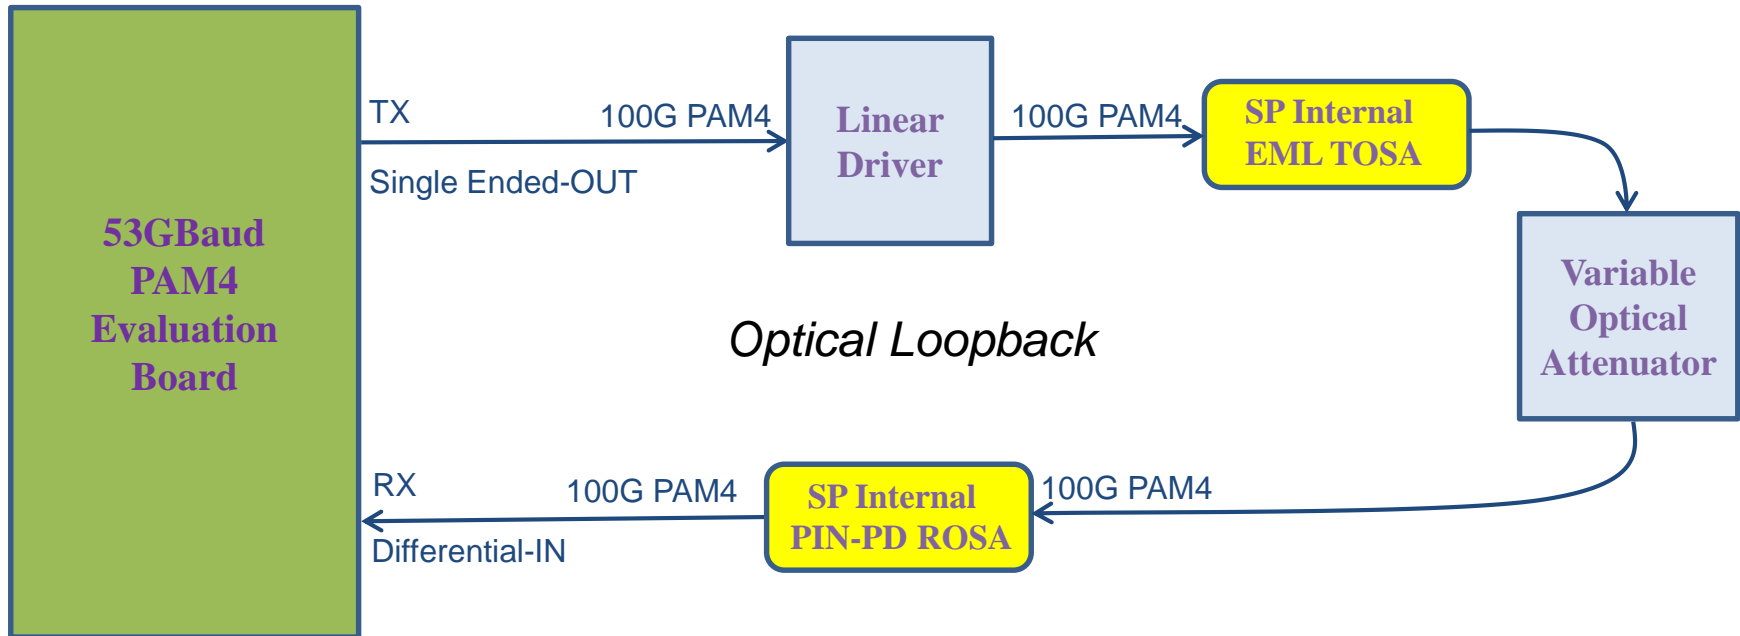 53GBaud
PAM4
Evaluation
Board
TX
100G PAM4
Single Ended-OUT
Linear
Driver
100G PAM4
SP Internal
EML TOSA
Variable
Optical
Attenuator
Optical Loopback
RX
100G PAM4
Differential-IN
SP Internal
PIN-PD ROSA
100G PAM4